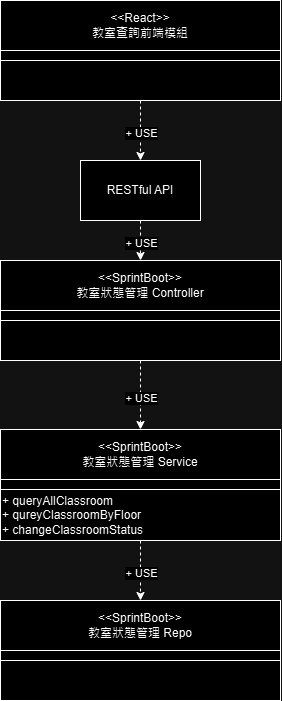 <<React>>
教室查詢前端模組
+ USE
RESTful API
+ USE
<<SprintBoot>>
教室狀態管理 Controller
+ USE
<<SprintBoot>>
教室狀態管理 Service
+ queryAllClassroom
+ qureyClassroomByFloor
+ changeClassroomStatus
+ USE
<<SprintBoot>>
教室狀態管理 Repo